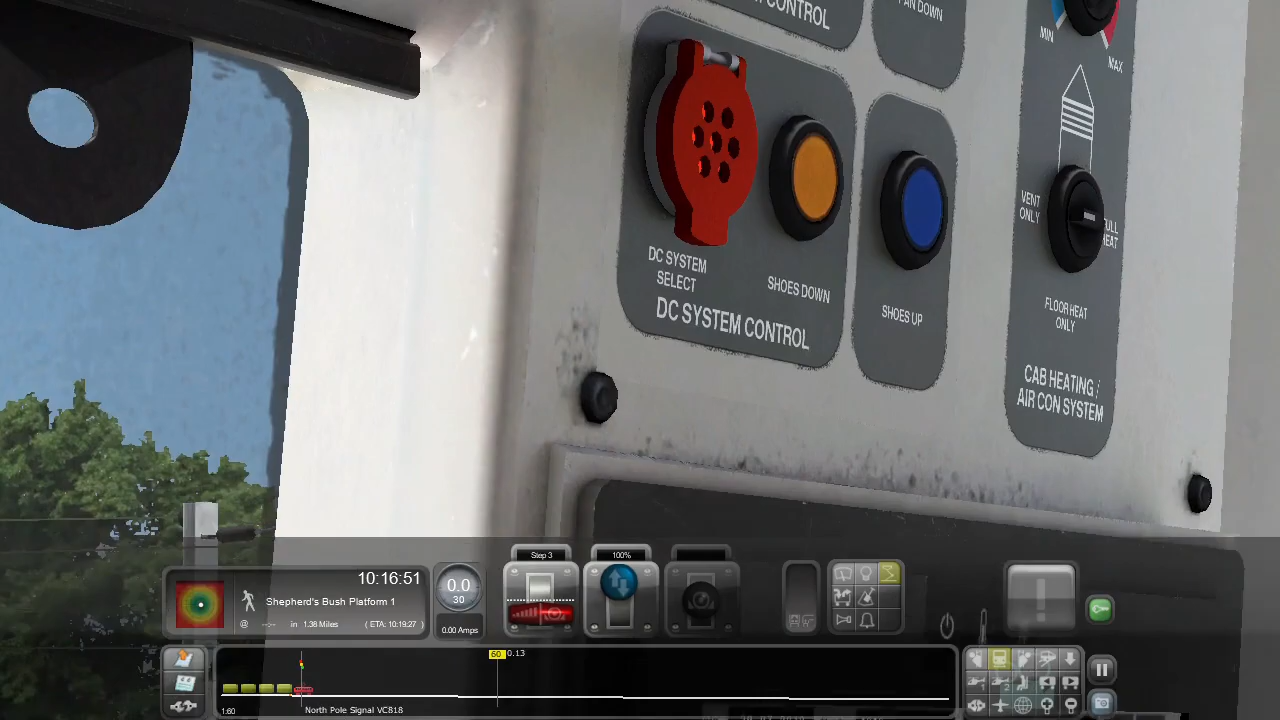 CONTROL
AN DOWN
MIN
MAX
VENT
ONLY
DC SYSTEM
SELECT
SHOES DOWN
DC SYSTEM CONTROL
SHOES UP
FLOOR HEAT
ONLY
CAB HEATING /
AIR CON SYSTEM
Step 3
100%
10:16:51
Shepherd's Bush Platform 1
@ --:-- in 1.38 Miles ( ETA: 10:19:27 )
0.0
30
0.00 Amps
60 0.13
1:60
North Pole Signal VC818